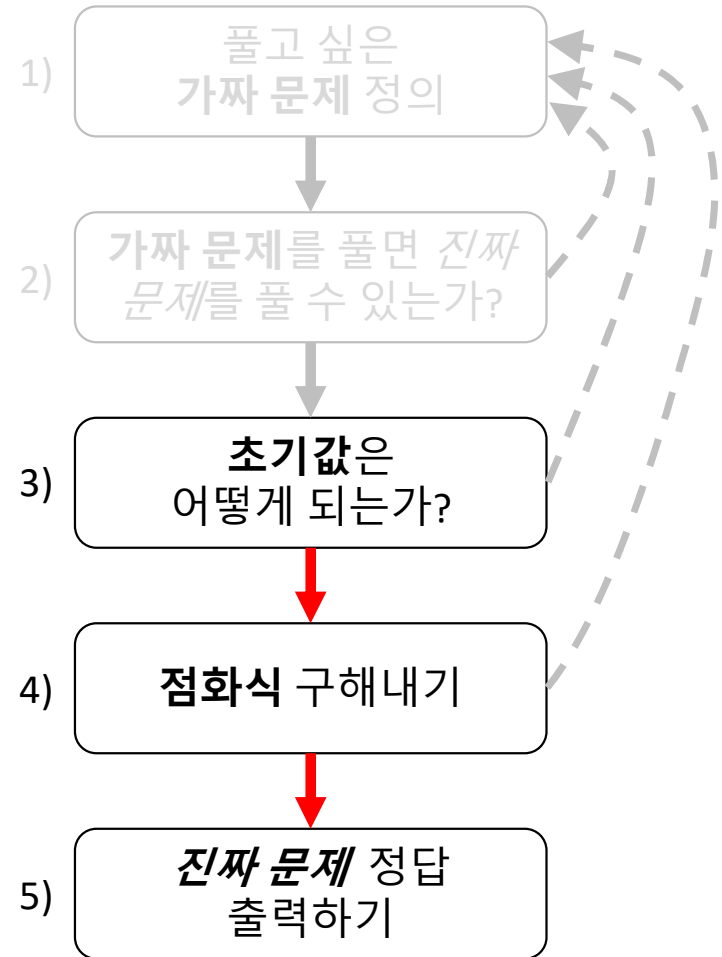 1)
풀고 싶은
가짜 문제 정의
2)
가짜 문제를 풀면 진짜
문제를 풀 수 있는가?
3)
초기값은
어떻게 되는가?
4)
점화식 구해내기
5)
진짜 문제 정답
출력하기